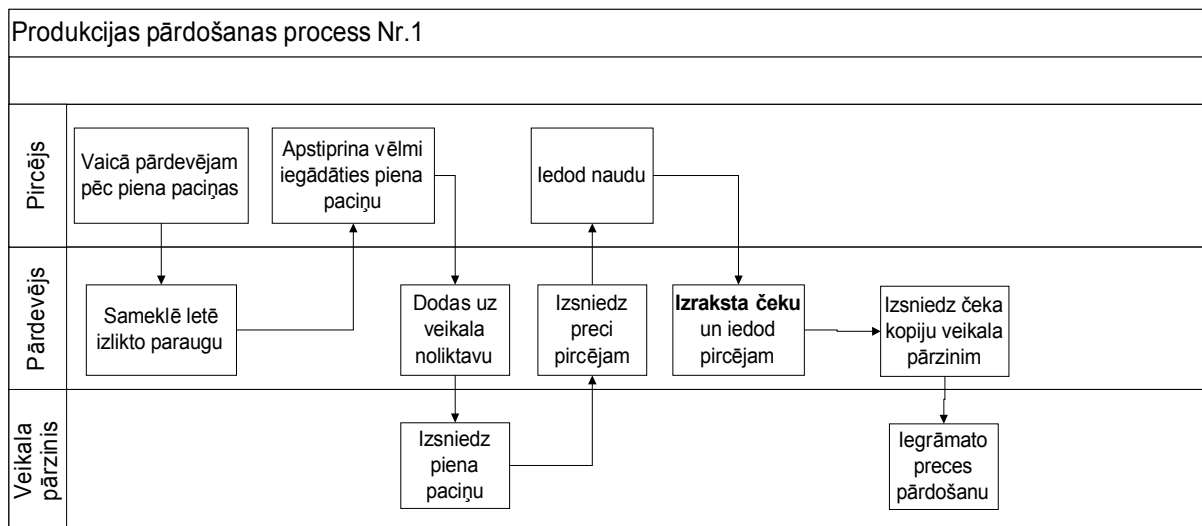 Produkcijas pārdošanas process Nr.1
Pircējs
Vaicā pārdevējam
pēc piena paciņas
Apstiprina vēlmi
iegādāties piena
paciņu
Iedod naudu
Pārdevējs
Sameklē letē
izlikto paraugu
Dodas uz
veikala
noliktavu
Izsniedz
preci
pircējam
Izraksta čeku
un iedod
pircējam
Izsniedz čeka
kopiju veikala
pārzinim
Veikala
pārzinis
Izsniedz
piena
paciņu
Iegrāmato
preces
pārdošanu